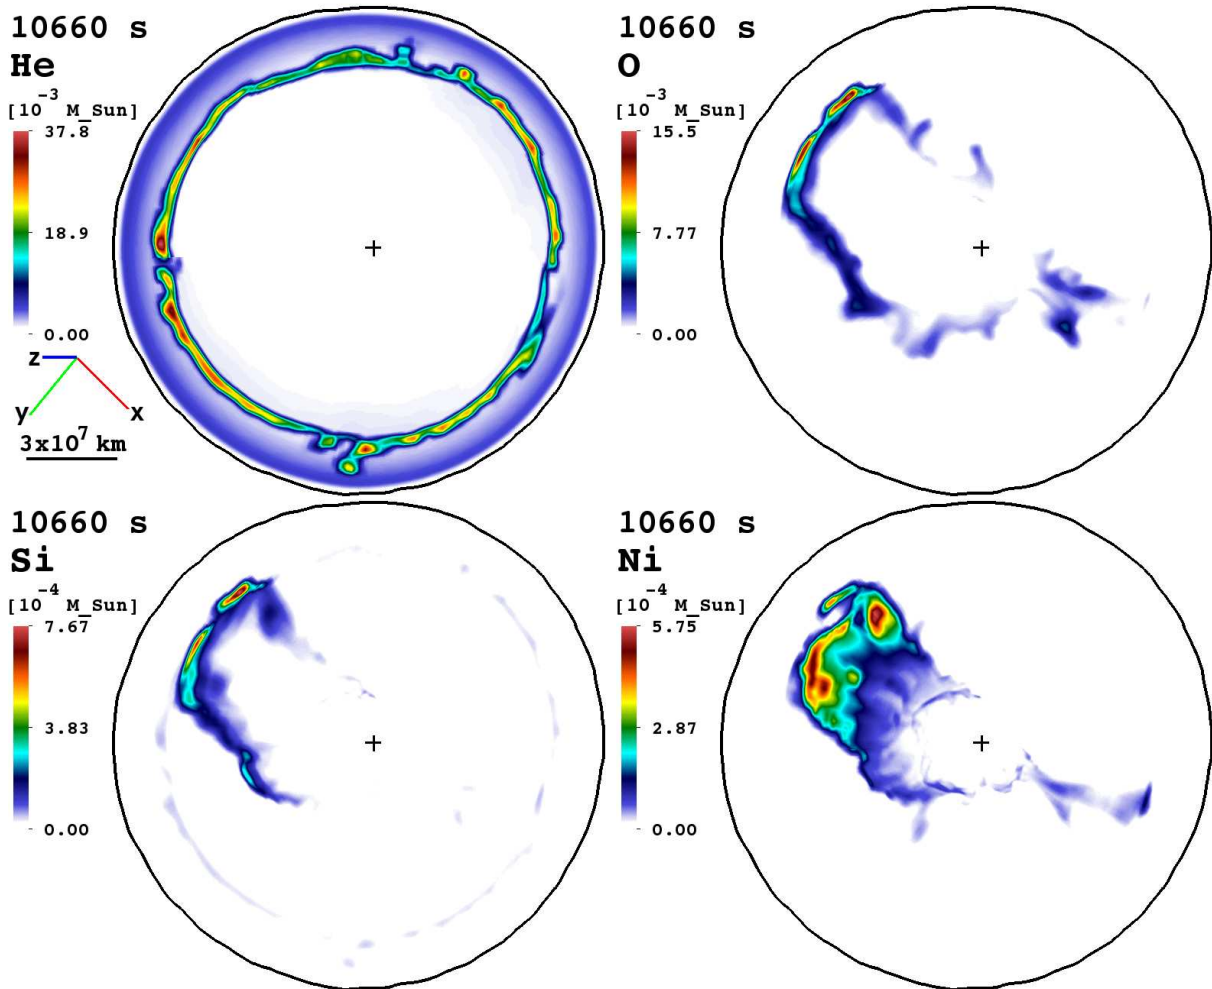 10660 s
He
[10^-3 M_Sun]
37.8
18.9
0.00
z
y
x
3x10^7 km
10660 s
O
[10^-3 M_Sun]
15.5
7.77
0.00
10660 s
Si
[10^-4 M_Sun]
7.67
3.83
0.00
10660 s
Ni
[10^-4 M_Sun]
5.75
2.87
0.00